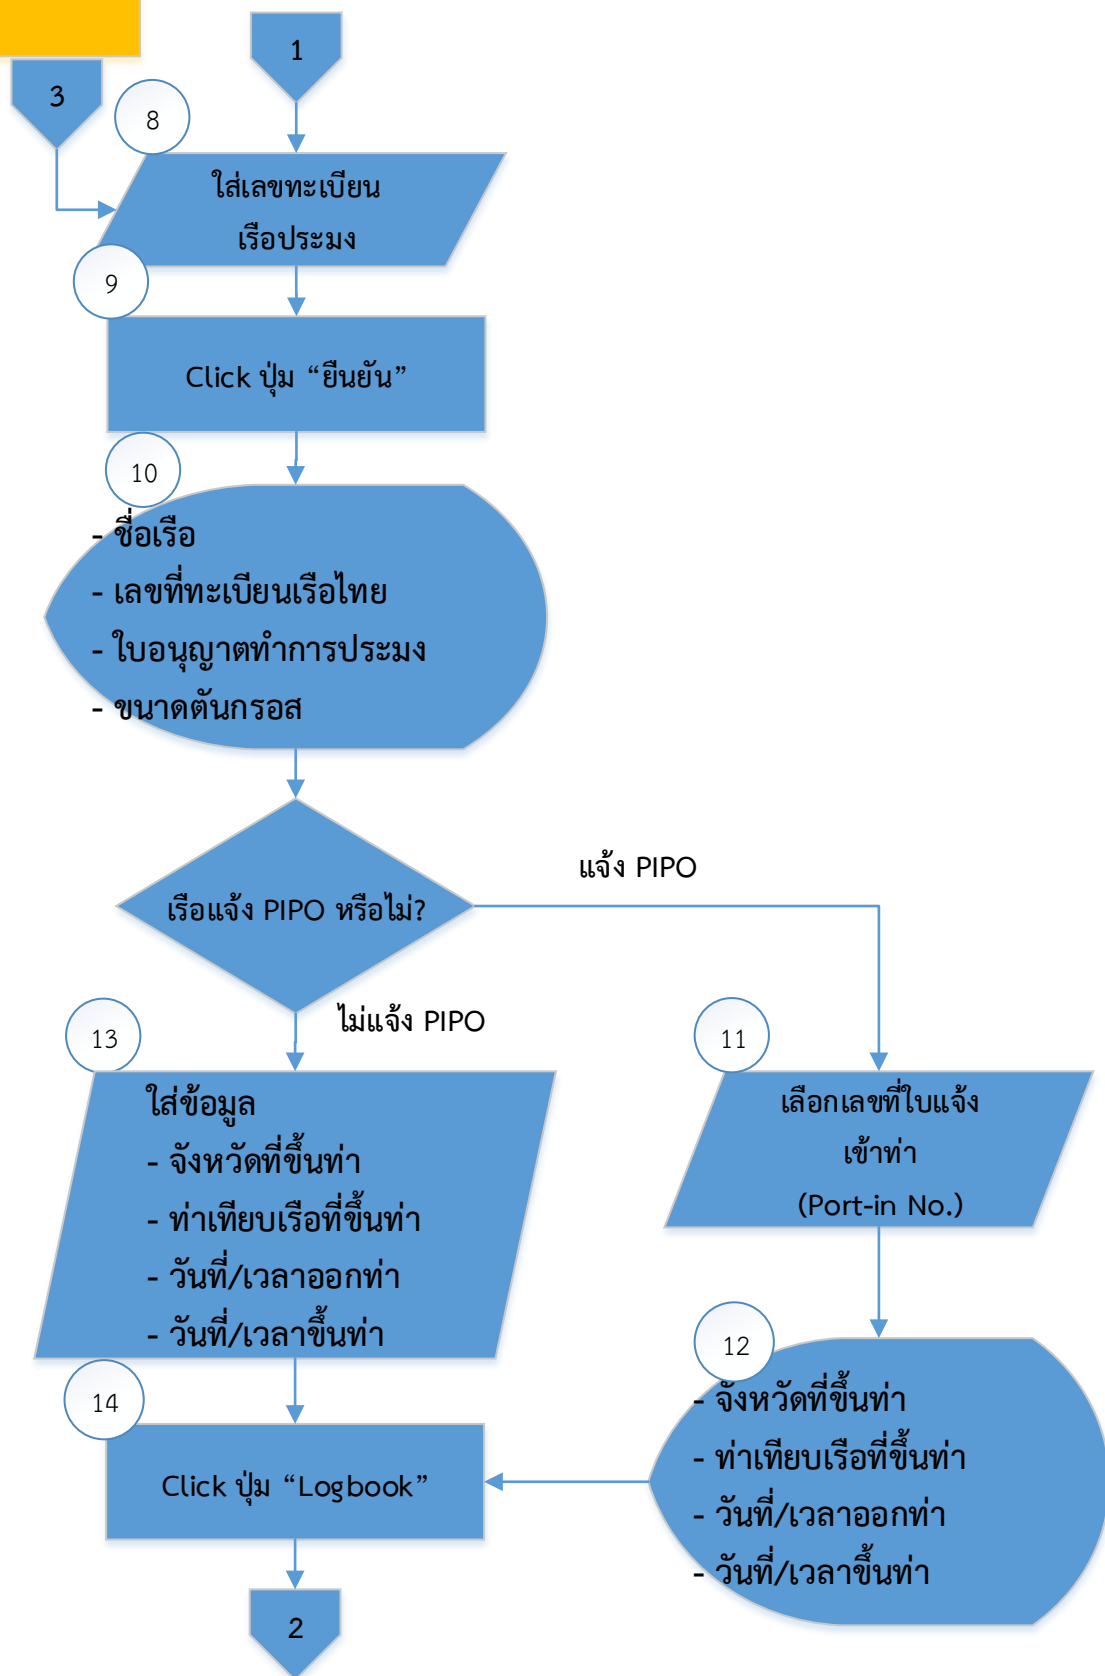 1
3
8
ใส่เลขทะเบียน
เรือประมง
9
Click ปุ่ม “ยืนยัน”
10
- ชื่อเรือ
- เลขที่ทะเบียนเรือไทย
- ใบอนุญาตทำการประมง
- ขนาดตันกรอส
เรือแจ้ง PIPO หรือไม่?
แจ้ง PIPO
ไม่แจ้ง PIPO
13
ใส่ข้อมูล
- จังหวัดที่ขึ้นท่า
- ท่าเทียบเรือที่ขึ้นท่า
- วันที่/เวลาออกท่า
- วันที่/เวลาขึ้นท่า
11
เลือกเลขที่ใบแจ้ง
เข้าท่า
(Port-in No.)
12
- จังหวัดที่ขึ้นท่า
- ท่าเทียบเรือที่ขึ้นท่า
- วันที่/เวลาออกท่า
- วันที่/เวลาขึ้นท่า
14
Click ปุ่ม “Logbook”
2